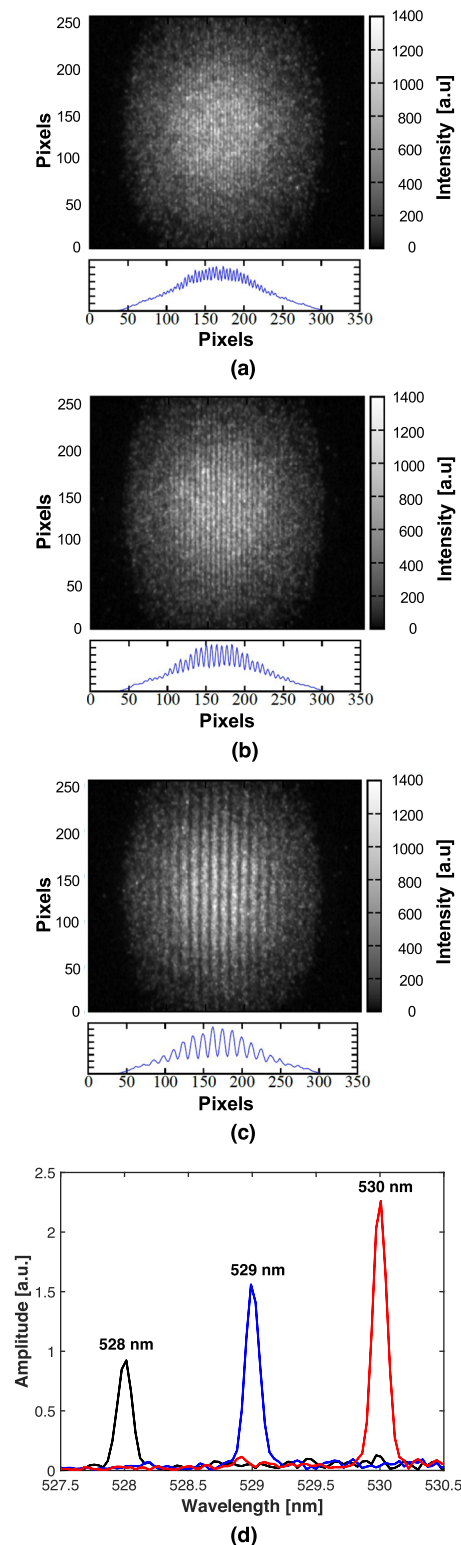 250
200
150
100
50
0
Pixels
1400
1200
1000
800
600
400
200
0
Intensity [a.u]
0 50 100 150 200 250 300 350
Pixels
(a)
250
200
150
100
50
0
Pixels
1400
1200
1000
800
600
400
200
0
Intensity [a.u]
0 50 100 150 200 250 300 350
Pixels
(b)
250
200
150
100
50
0
Pixels
1400
1200
1000
800
600
400
200
0
Intensity [a.u]
0 50 100 150 200 250 300 350
Pixels
(c)
2.5
2
1.5
1
0.5
0
Amplitude [a.u.]
530 nm
529 nm
528 nm
527.5 528 528.5 529 529.5 530 530.5
Wavelength [nm]
(d)